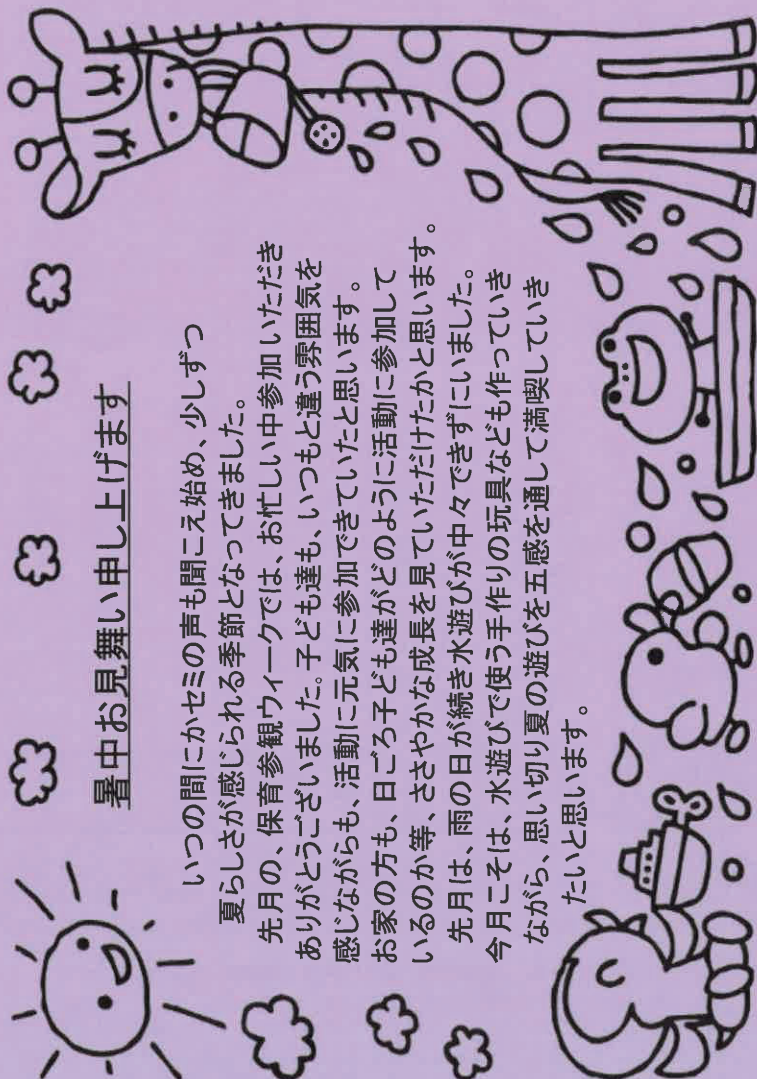 暑中お見舞い申し上げます
いつの間にかセミの声も聞こえ始め、少しずつ
夏らしさが感じられる季節となってきました。
先月の、保育参観ウィークでは、お忙しい中参加いただき
ありがとうございました。子ども達も、いつもと違う雰囲気を
感じながらも、活動に元気に参加できていたと思います。
お家の方も、日ごろ子ども達がどのように活動に参加して
いるのか等、ささやかな成長を見ていただけたかと思います。
先月は、雨の日が続き水遊びが中々できずにいました。
今月こそは、水遊びで使う手作りの玩具なども作っていき
ながら、思い切り夏の遊びを五感を通して満喫していき
たいと思います。